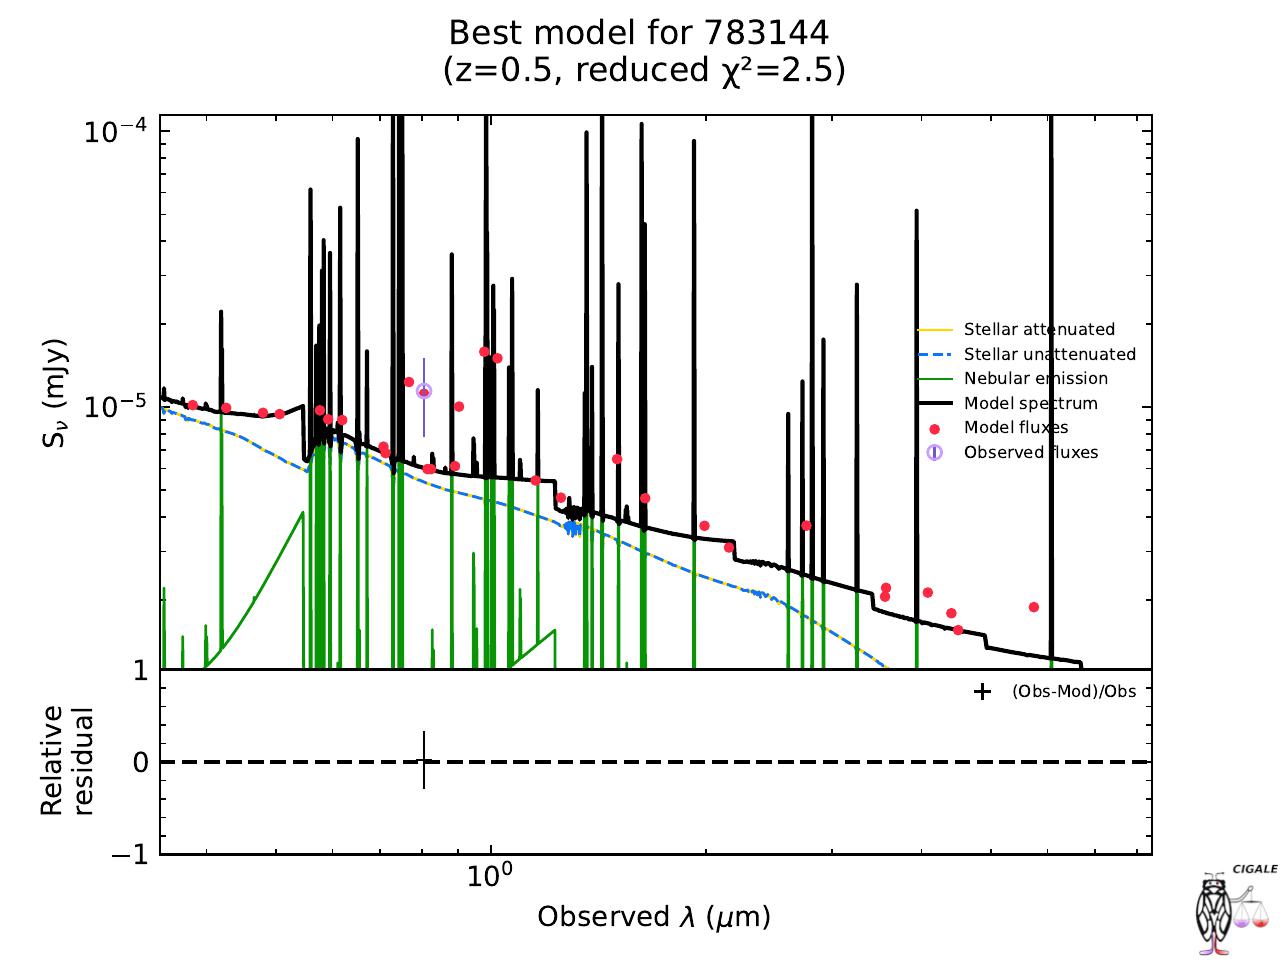 Best model for 783144
(z=0.5, reduced χ²=2.5)
10⁻⁴
10⁻⁵
S_ν (mJy)
Stellar attenuated
Stellar unattenuated
Nebular emission
Model spectrum
Model fluxes
Observed fluxes
1
0
−1
Relative
residual
(Obs-Mod)/Obs
10⁰
Observed λ (μm)
CIGALE